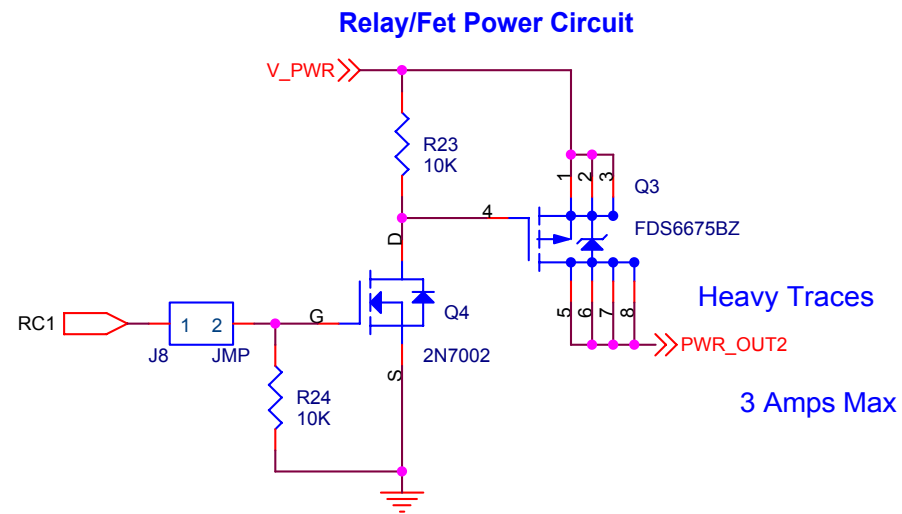 Relay/Fet Power Circuit
V_PWR
R23
10K
1 2 3
Q3
4
FDS6675BZ
D
RC1
1 2
G
Q4
J8
JMP
2N7002
S
R24
10K
5 6 7 8
Heavy Traces
PWR_OUT2
3 Amps Max